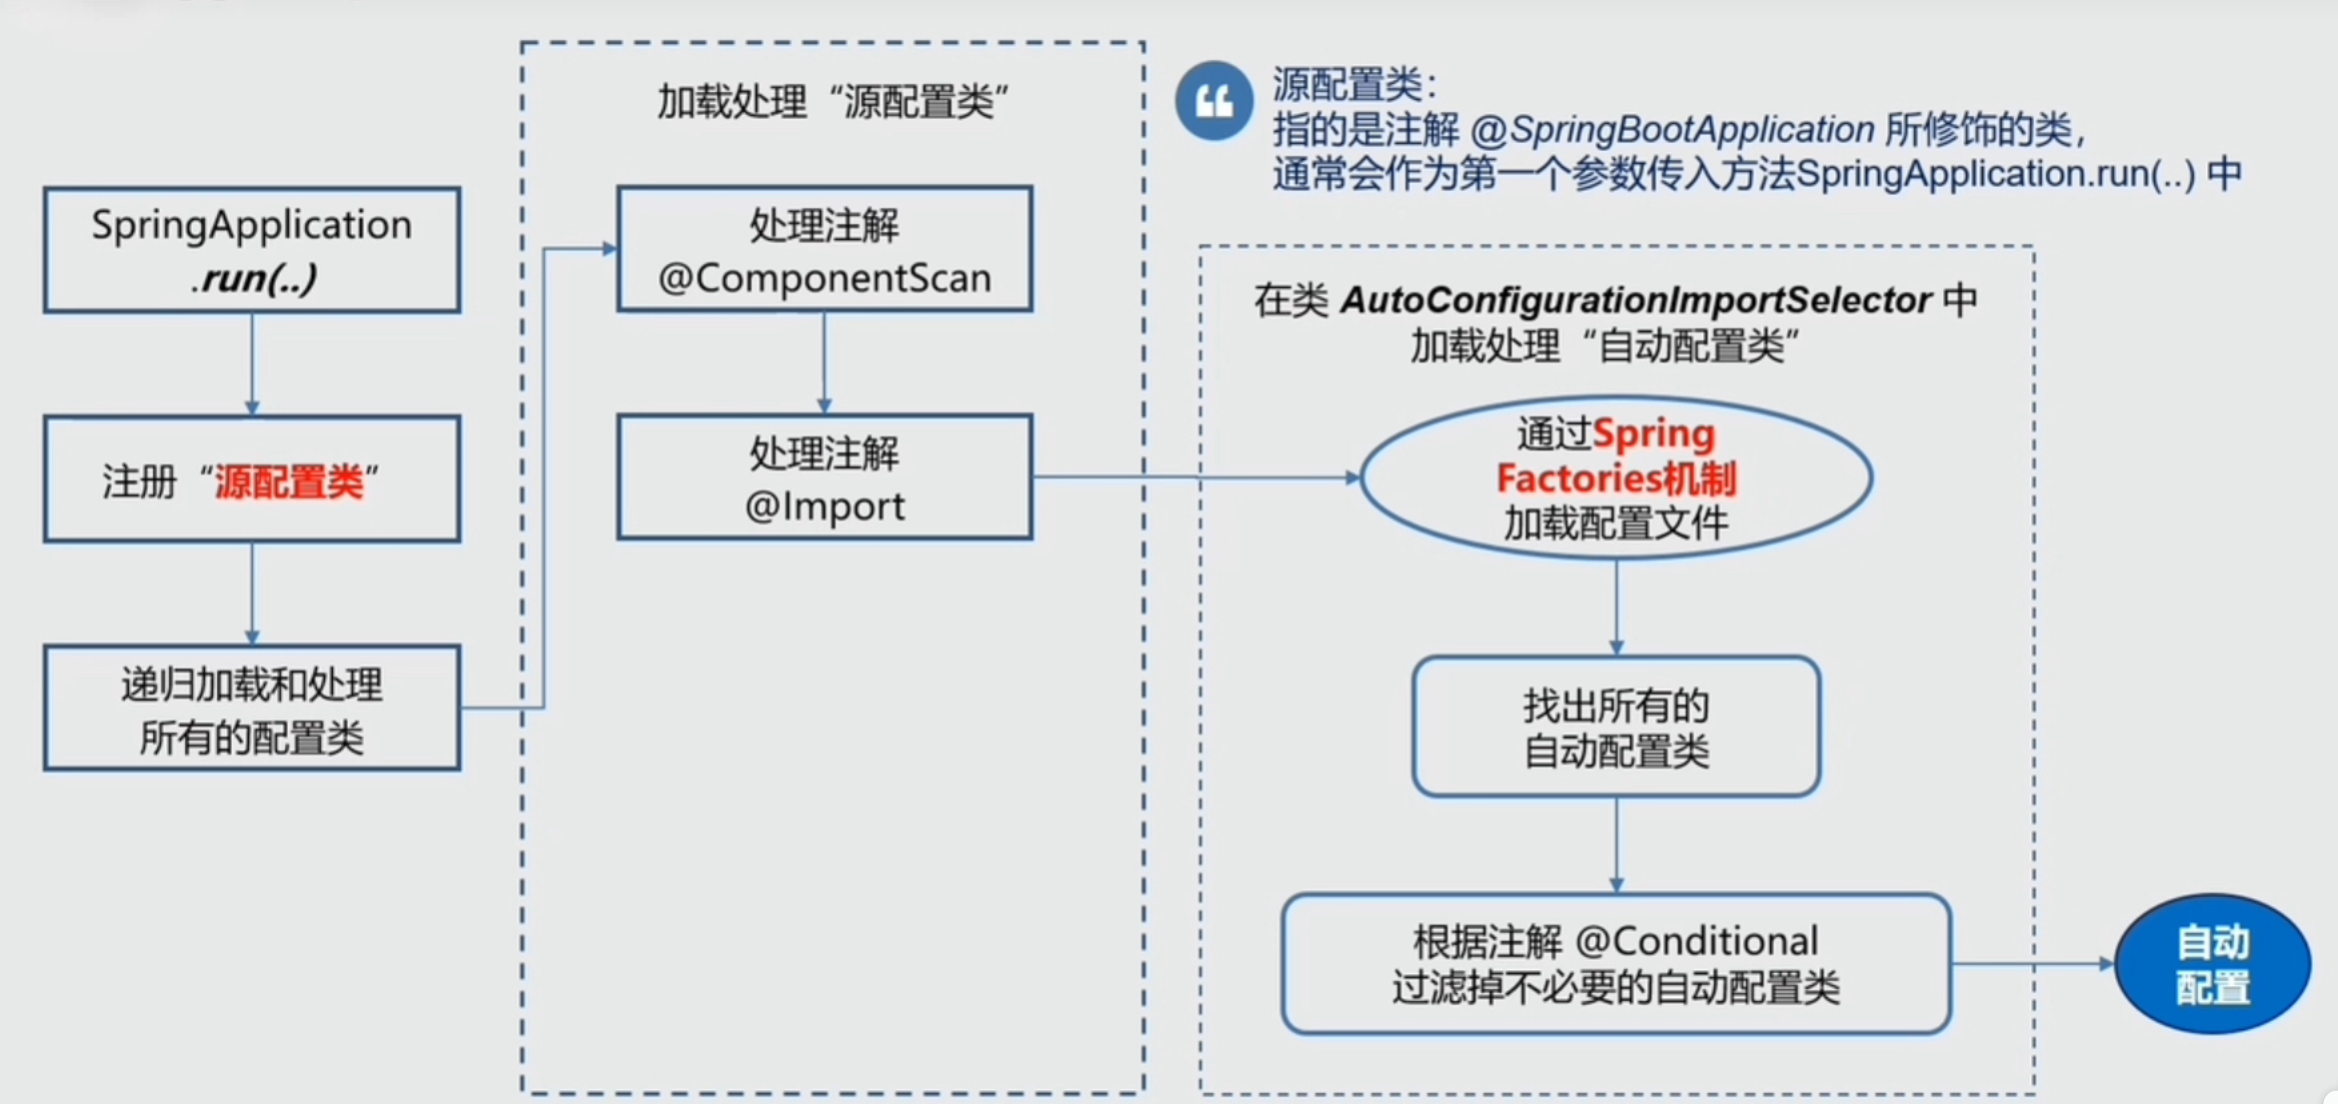 SpringApplication
.run(..)
注册“源配置类”
递归加载和处理
所有的配置类
加载处理“源配置类”
处理注解
@ComponentScan
处理注解
@Import
源配置类：
指的是注解 @SpringBootApplication 所修饰的类，
通常会作为第一个参数传入方法SpringApplication.run(..) 中
在类 AutoConfigurationImportSelector 中
加载处理“自动配置类”
通过Spring
Factories机制
加载配置文件
找出所有的
自动配置类
根据注解 @Conditional
过滤掉不必要的自动配置类
自动
配置